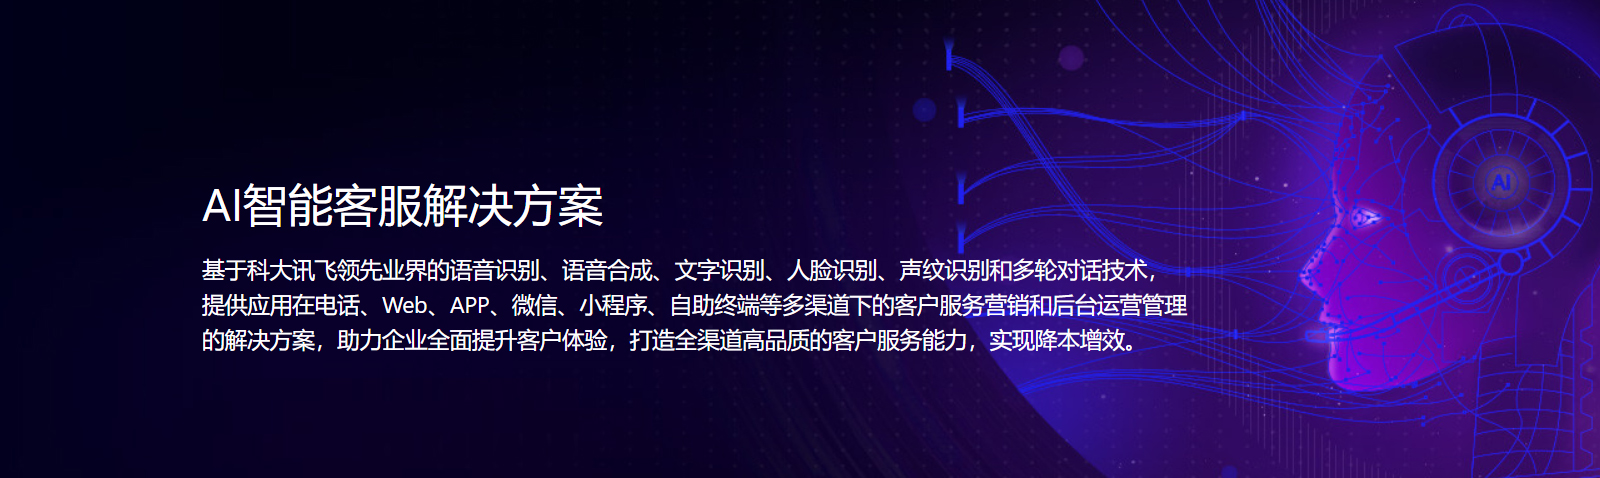 AI智能客服解决方案
基于科大讯飞领先业界的语音识别、语音合成、文字识别、人脸识别、声纹识别和多轮对话技术，
提供应用在电话、Web、APP、微信、小程序、自助终端等多渠道下的客户服务营销和后台运营管理
的解决方案，助力企业全面提升客户体验，打造全渠道高品质的客户服务能力，实现降本增效。
AI